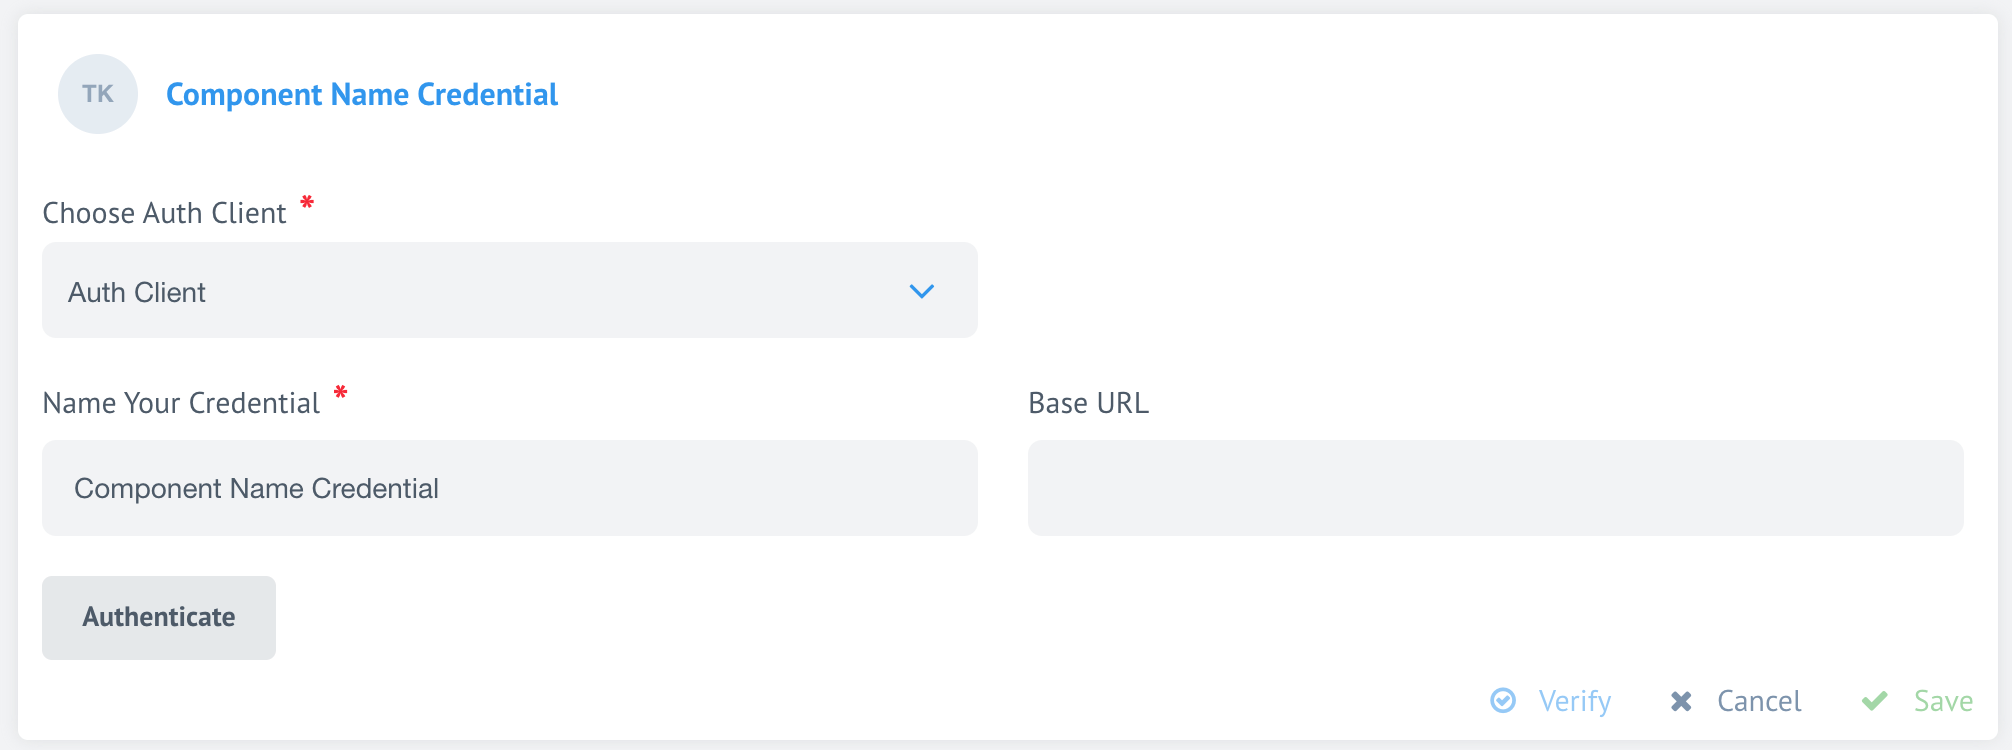 TK
Component Name Credential
Choose Auth Client *
Auth Client
Name Your Credential *
Base URL
Component Name Credential
Authenticate
Verify
Cancel
Save